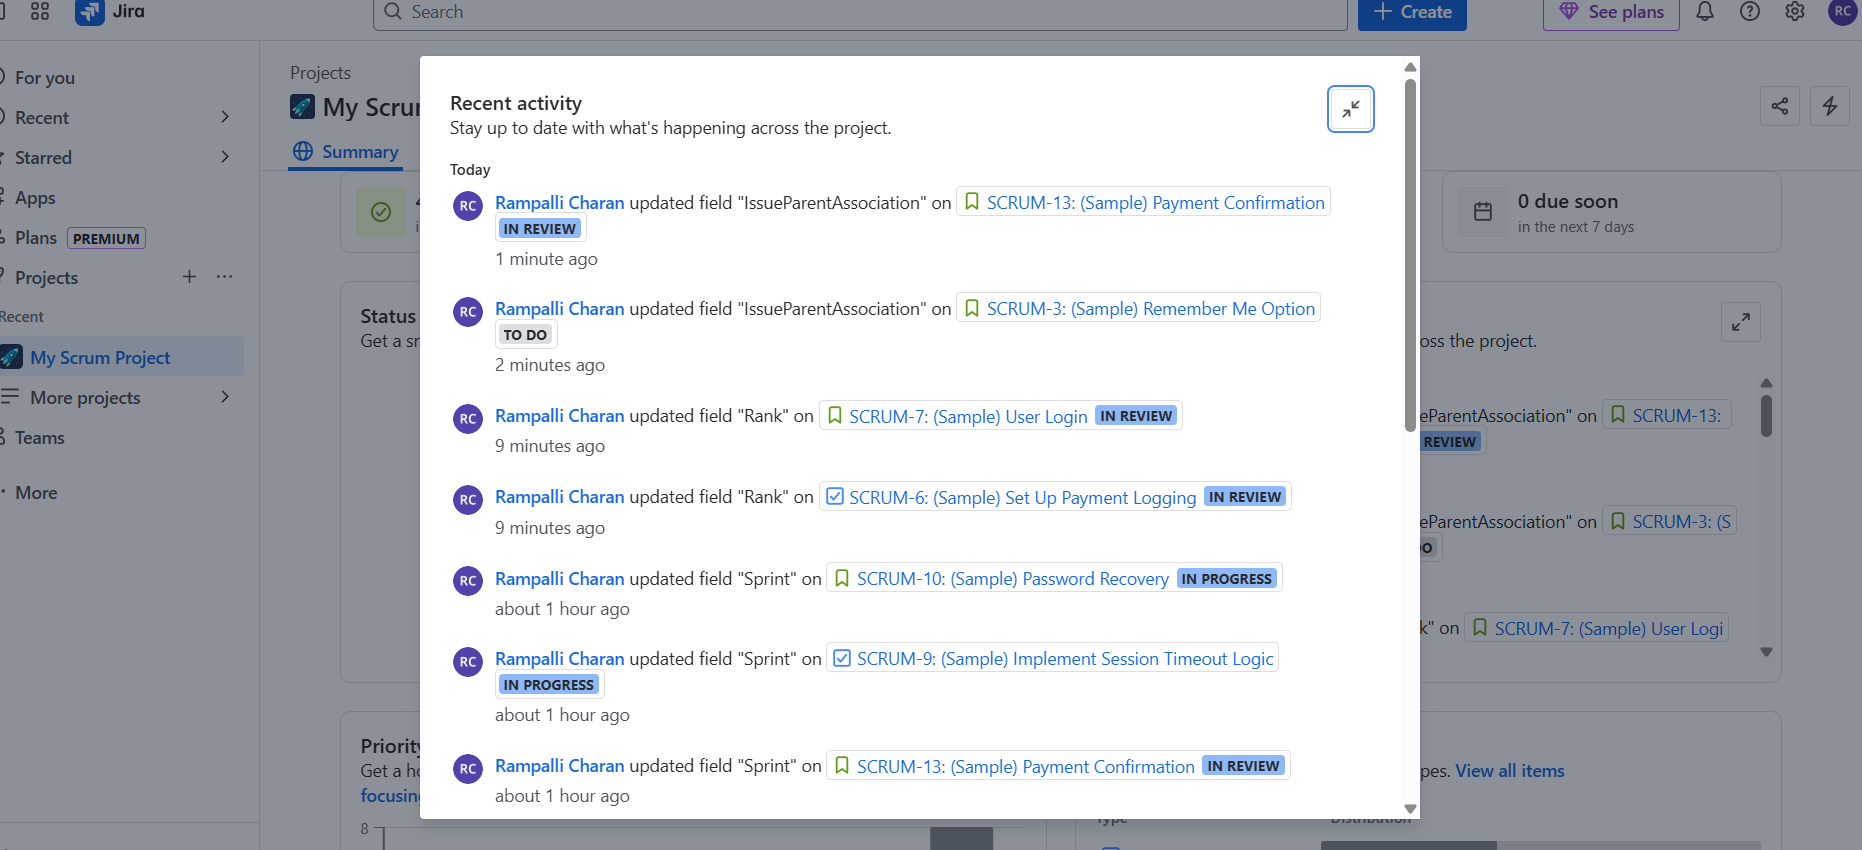 Jira
Search
Create
See plans
RC
For you
Recent
Starred
Apps
Plans PREMIUM
Projects
Recent
My Scrum Project
More projects
Teams
More
Projects
My Scru
Summary
0 due soon
in the next 7 days
Status
Get a sn
oss the project.
eParentAssociation" on SCRUM-13:
REVIEW
eParentAssociation" on SCRUM-3: (S
k" on SCRUM-7: (Sample) User Logi
Priority
Get a ho
focusing
8
pes. View all items
Recent activity
Stay up to date with what's happening across the project.
Today
RC Rampalli Charan updated field "IssueParentAssociation" on SCRUM-13: (Sample) Payment Confirmation
IN REVIEW
1 minute ago
RC Rampalli Charan updated field "IssueParentAssociation" on SCRUM-3: (Sample) Remember Me Option
TO DO
2 minutes ago
RC Rampalli Charan updated field "Rank" on SCRUM-7: (Sample) User Login IN REVIEW
9 minutes ago
RC Rampalli Charan updated field "Rank" on SCRUM-6: (Sample) Set Up Payment Logging IN REVIEW
9 minutes ago
RC Rampalli Charan updated field "Sprint" on SCRUM-10: (Sample) Password Recovery IN PROGRESS
about 1 hour ago
RC Rampalli Charan updated field "Sprint" on SCRUM-9: (Sample) Implement Session Timeout Logic
IN PROGRESS
about 1 hour ago
RC Rampalli Charan updated field "Sprint" on SCRUM-13: (Sample) Payment Confirmation IN REVIEW
about 1 hour ago